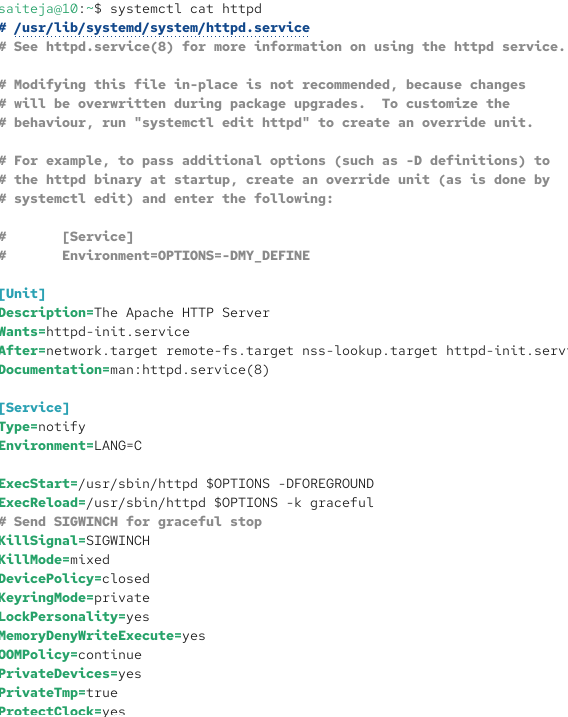 saiteja@10:~$ systemctl cat httpd
# /usr/lib/systemd/system/httpd.service
# See httpd.service(8) for more information on using the httpd service.

# Modifying this file in-place is not recommended, because changes
# will be overwritten during package upgrades.  To customize the
# behaviour, run "systemctl edit httpd" to create an override unit.

# For example, to pass additional options (such as -D definitions) to
# the httpd binary at startup, create an override unit (as is done by
# systemctl edit) and enter the following:

#       [Service]
#       Environment=OPTIONS=-DMY_DEFINE

[Unit]
Description=The Apache HTTP Server
Wants=httpd-init.service
After=network.target remote-fs.target nss-lookup.target httpd-init.serv
Documentation=man:httpd.service(8)

[Service]
Type=notify
Environment=LANG=C

ExecStart=/usr/sbin/httpd $OPTIONS -DFOREGROUND
ExecReload=/usr/sbin/httpd $OPTIONS -k graceful
# Send SIGWINCH for graceful stop
KillSignal=SIGWINCH
KillMode=mixed
DevicePolicy=closed
KeyringMode=private
LockPersonality=yes
MemoryDenyWriteExecute=yes
OOMPolicy=continue
PrivateDevices=yes
PrivateTmp=true
ProtectClock=yes